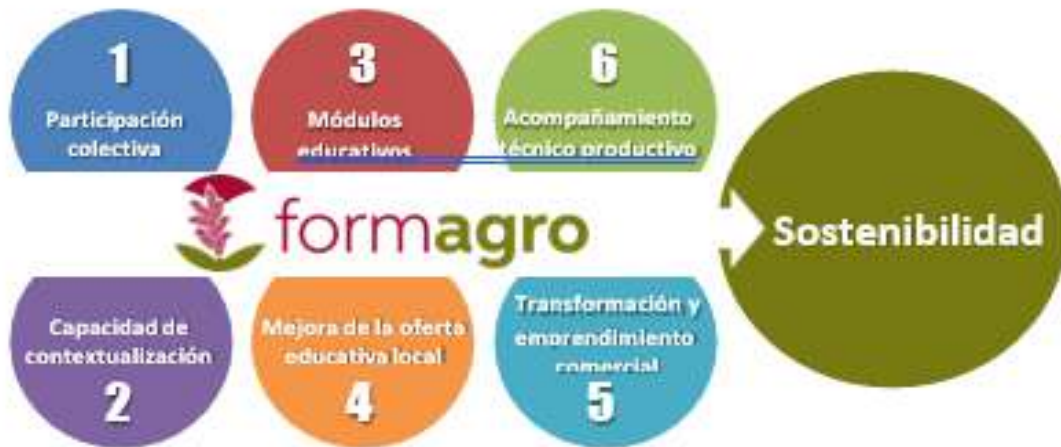 1
Participación
colectiva
3
Módulos
educativos
6
Acompañamiento
técnico productivo
formagro
Sostenibilidad
Capacidad de
contextualización
2
Mejora de la oferta
educativa local
4
Transformación y
emprendimiento
comercial
5